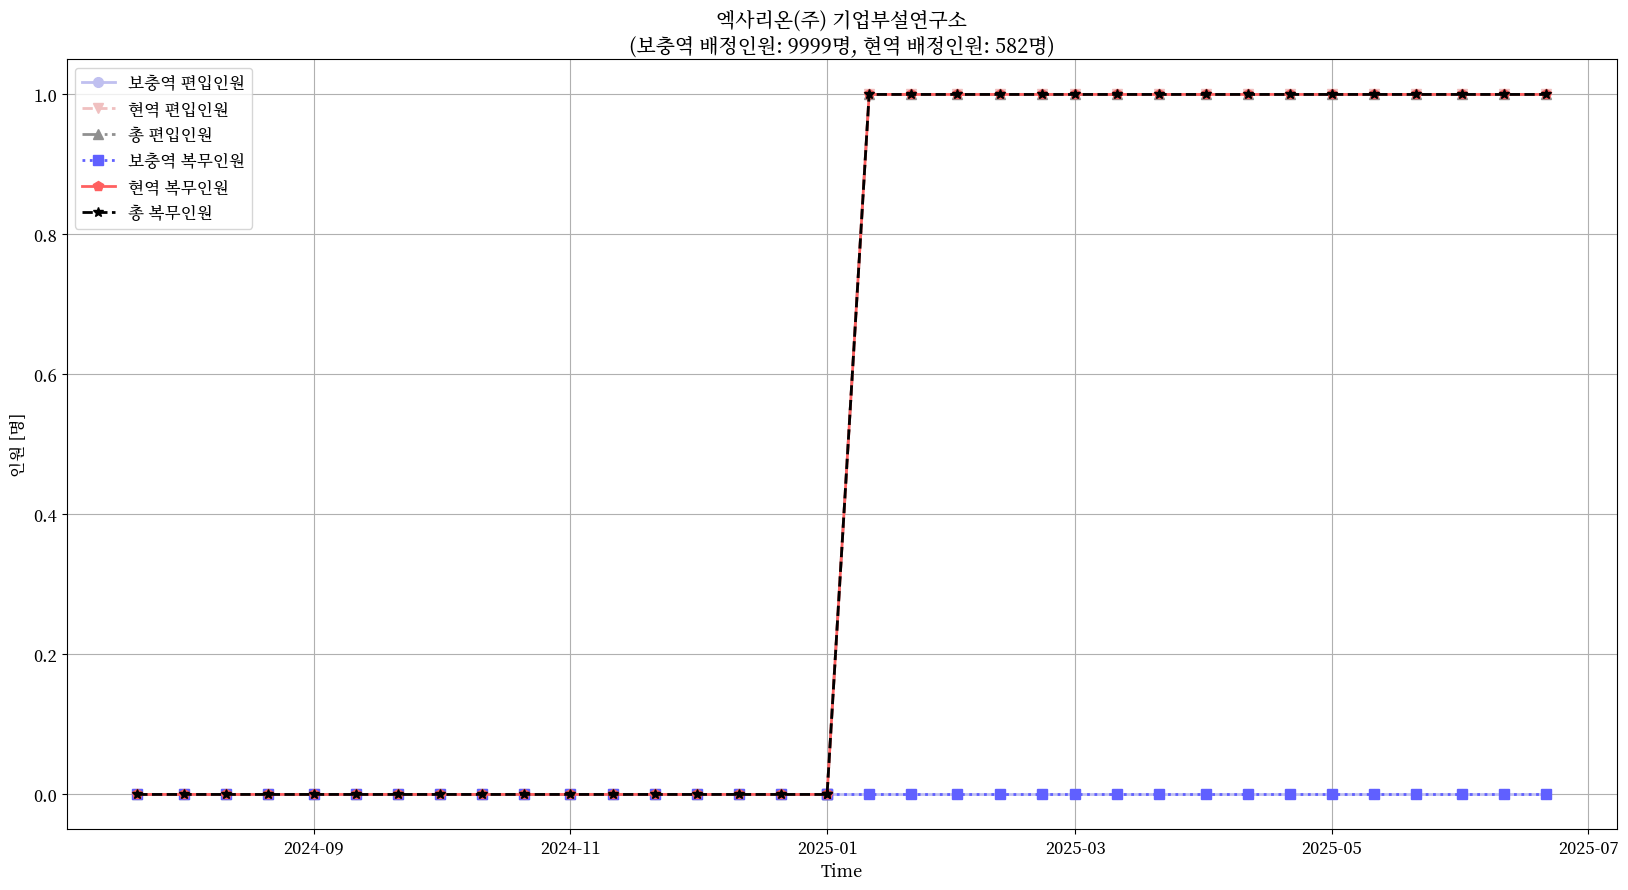 엑사리온(주) 기업부설연구소
(보충역 배정인원: 9999명, 현역 배정인원: 582명)
보충역 편입인원
현역 편입인원
총 편입인원
보충역 복무인원
현역 복무인원
총 복무인원
인원 [명]
1.0
0.8
0.6
0.4
0.2
0.0
2024-09
2024-11
2025-01
2025-03
2025-05
2025-07
Time